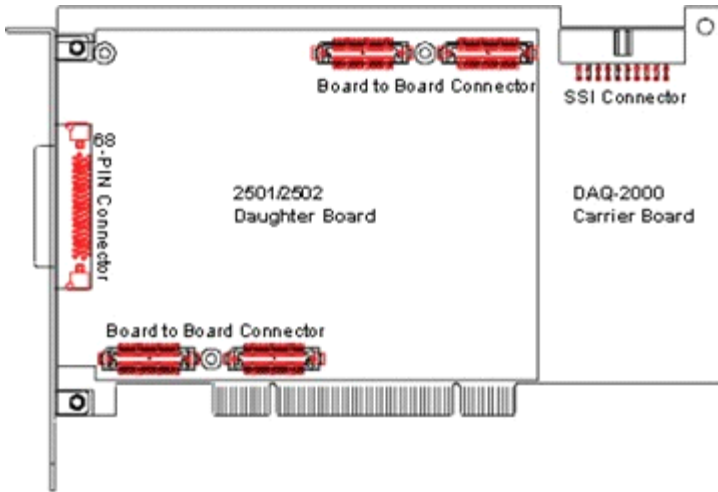 Board to Board Connector
SSI Connector
68-PIN Connector
2501/2502
Daughter Board
DAQ-2000
Carrier Board
Board to Board Connector